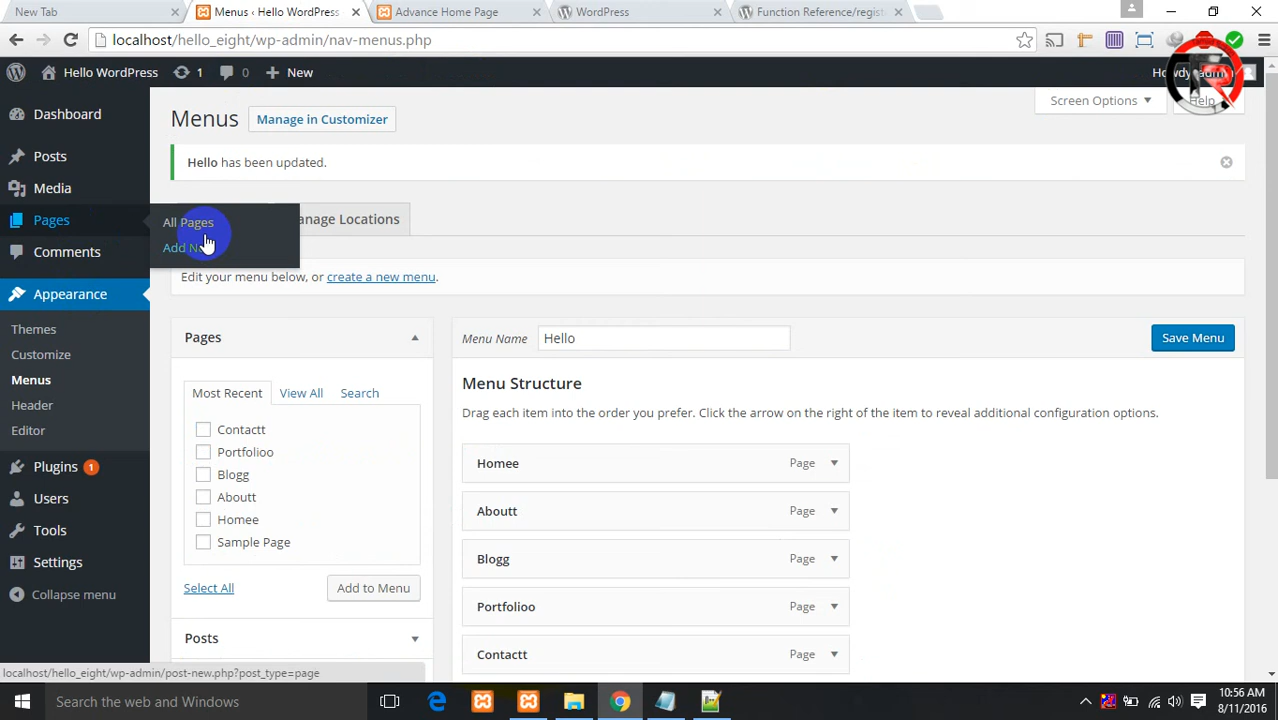 New Tab
Menus ‹ Hello WordPress
Advance Home Page
WordPress
Function Reference/regist
localhost/hello_eight/wp-admin/nav-menus.php
Hello WordPress
1
0
New
Screen Options
Help
Dashboard
Posts
Media
Pages
Comments
Appearance
Themes
Customize
Menus
Header
Editor
Plugins 1
Users
Tools
Settings
Collapse menu
All Pages
Add
Menus
Manage in Customizer
Hello has been updated.
Locations
Edit your menu below, or create a new menu.
Pages
Most Recent
View All
Search
Contactt
Portfolioo
Blogg
Aboutt
Homee
Sample Page
Select All
Add to Menu
Posts
Menu Name
Hello
Save Menu
Menu Structure
Drag each item into the order you prefer. Click the arrow on the right of the item to reveal additional configuration options.
Homee Page
Aboutt Page
Blogg Page
Portfolioo Page
Contactt Page
localhost/hello_eight/wp-admin/post-new.php?post_type=page
Search the web and Windows
10:56 AM
8/11/2016